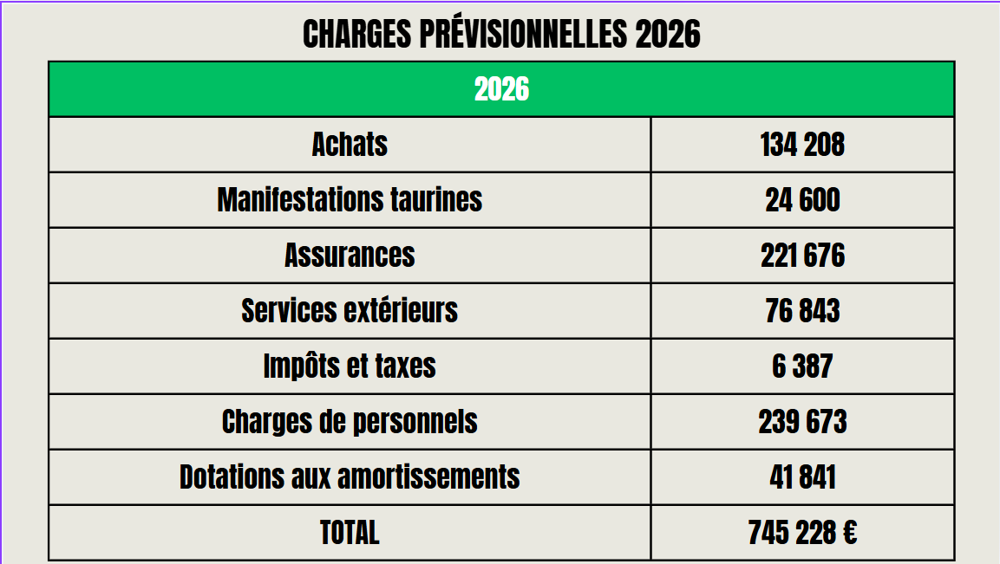 CHARGES PRÉVISIONNELLES 2026
2026
Achats 134 208
Manifestations taurines 24 600
Assurances 221 676
Services extérieurs 76 843
Impôts et taxes 6 387
Charges de personnels 239 673
Dotations aux amortissements 41 841
TOTAL 745 228 €